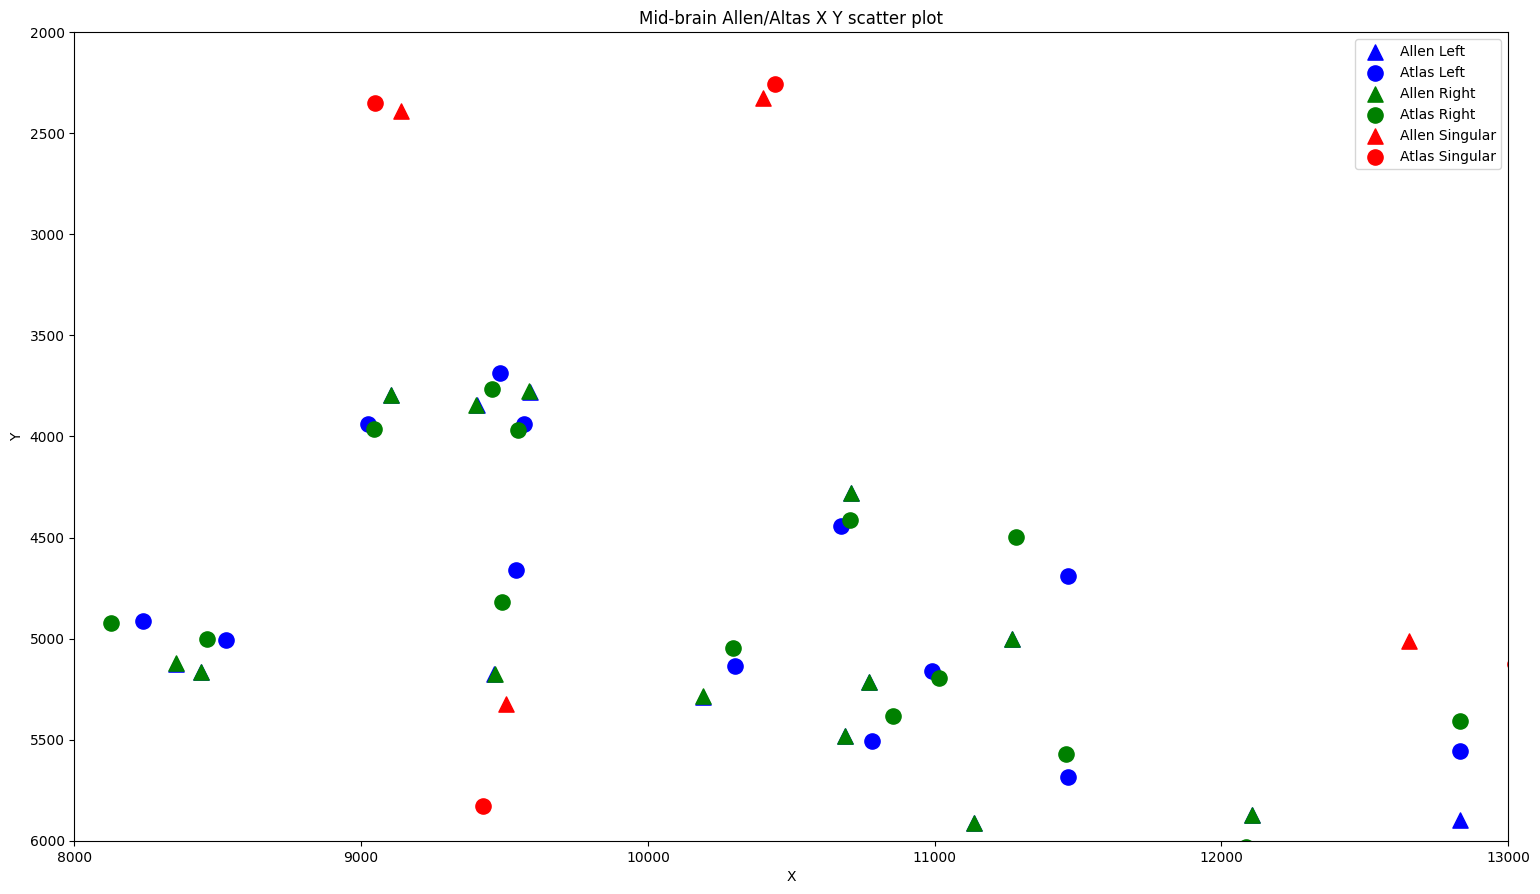 Mid-brain Allen/Altas X Y scatter plot
2000
2500
3000
3500
4000
4500
5000
5500
6000
Y
Allen Left
Atlas Left
Allen Right
Atlas Right
Allen Singular
Atlas Singular
8000 9000 10000 11000 12000 13000
X